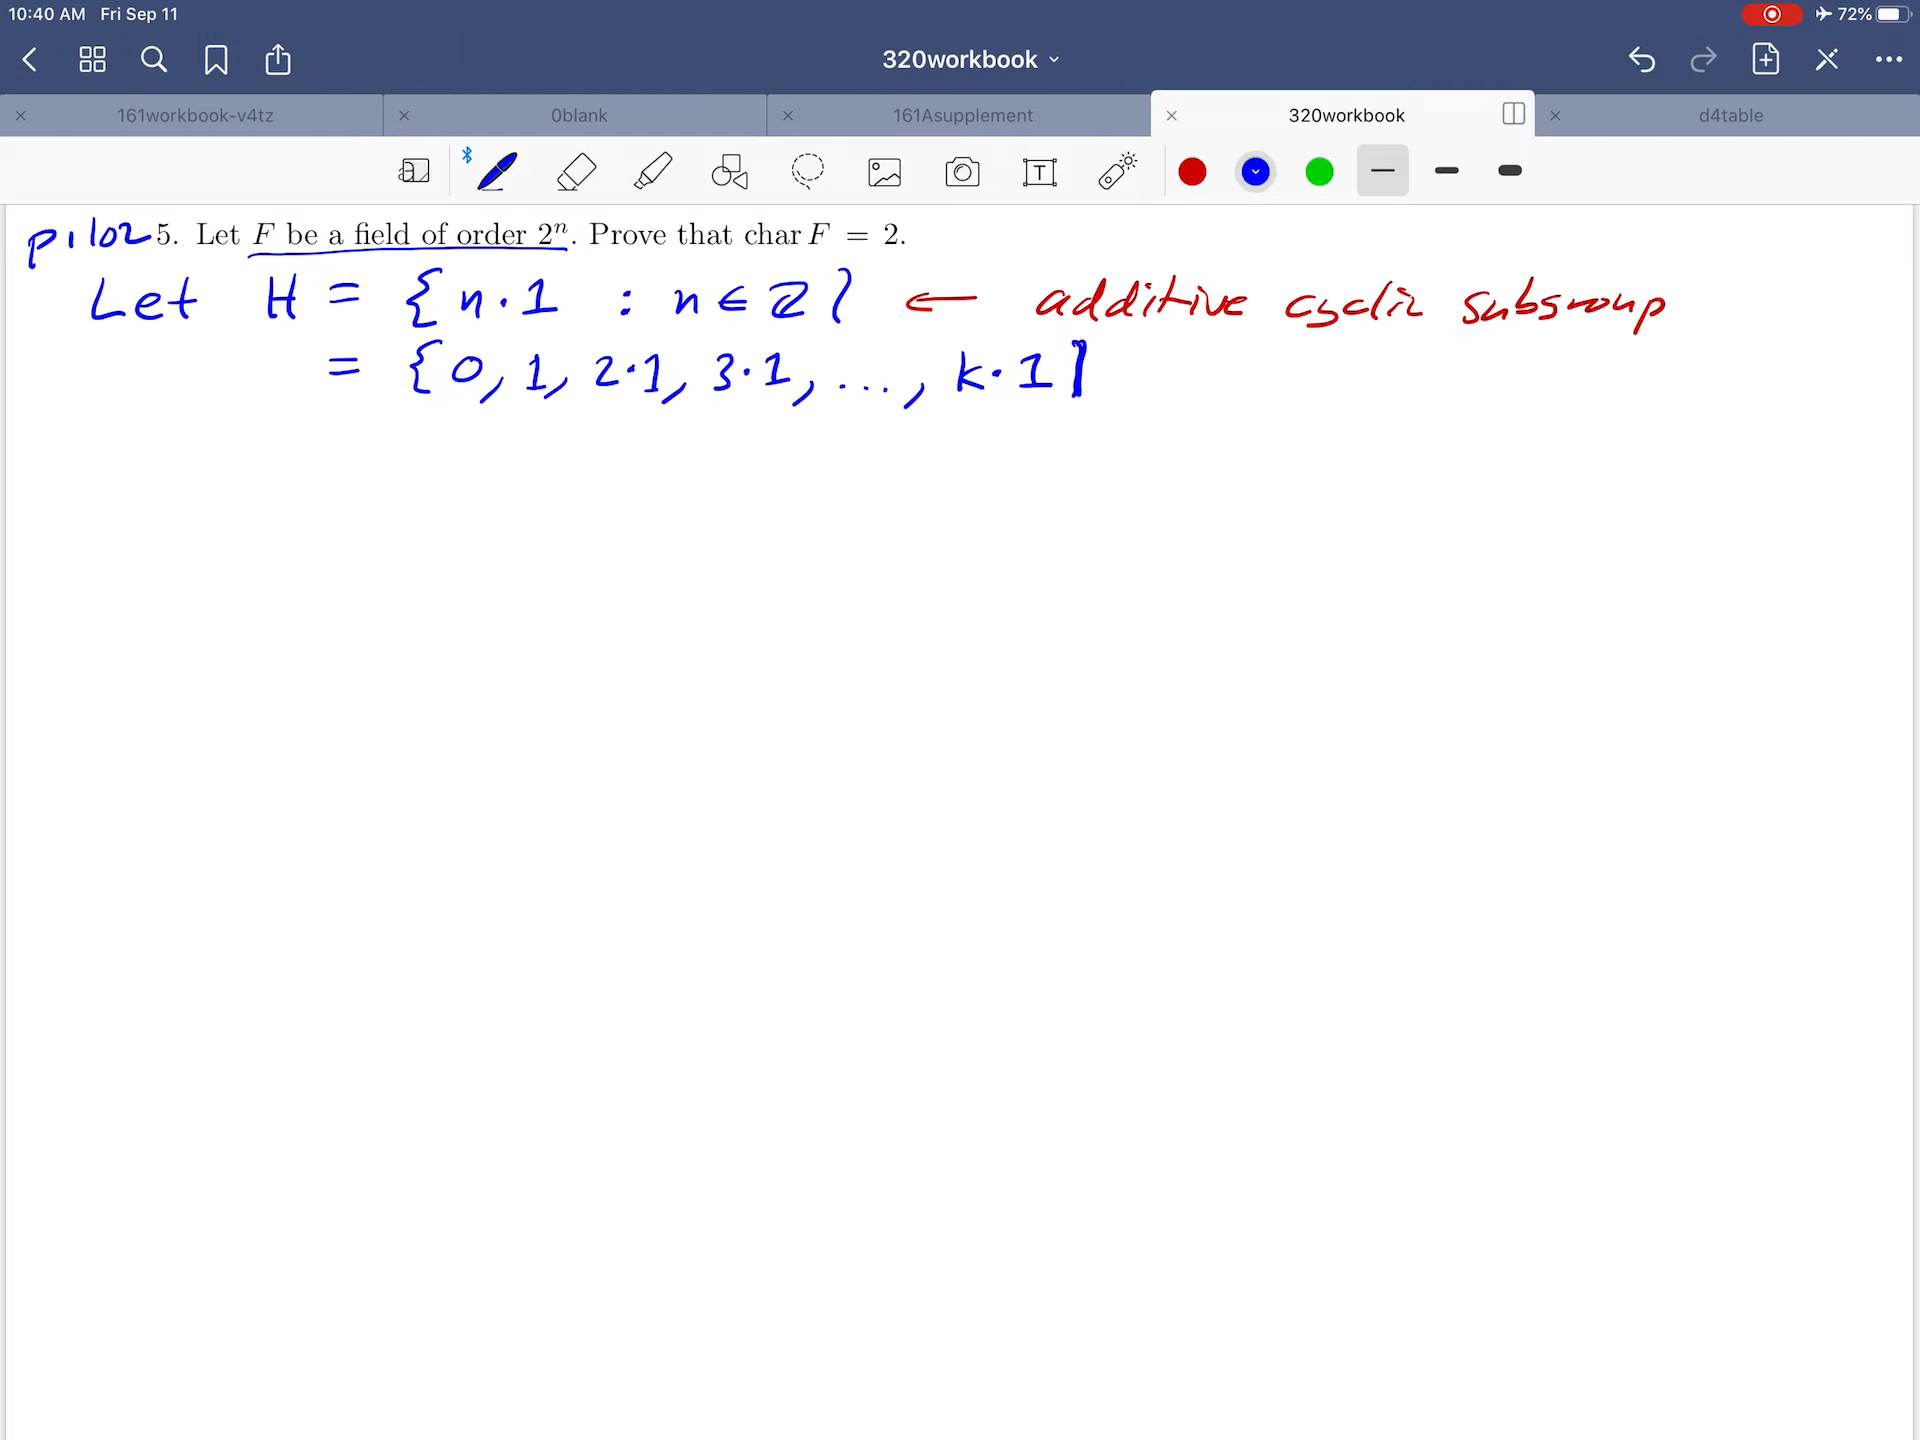 10:40 AM Fri Sep 11
72%
320workbook
161workbook-v4tz
0blank
161Asupplement
320workbook
d4table
p. 102 5. Let F be a field of order 2ⁿ. Prove that char F = 2.
Let H = { n · 1 : n ∈ ℤ } ← additive cyclic subgroup
= { 0, 1, 2·1, 3·1, ..., k·1 }